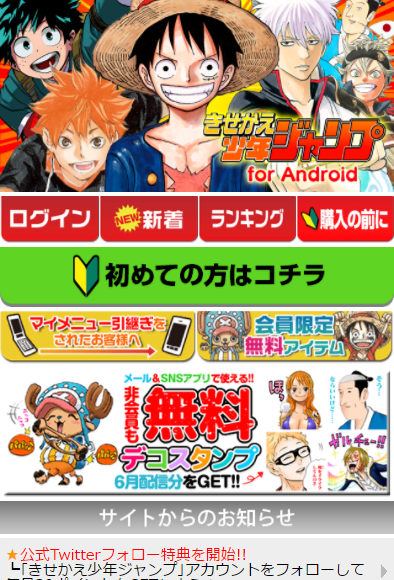 きせかえ
少年ジャンプ
for Android
ログイン
NEW 新着
ランキング
購入の前に
初めての方はコチラ
マイメニュー引継ぎを
されたお客様へ
会員限定
無料アイテム
メール&SNSアプリで使える!!
非会員も
無料
デコスタンプ
6月配信分をGET!!
サイトからのお知らせ
★公式Twitterフォロー特典を開始!!
┗「きせかえ少年ジャンプ」アカウントをフォローして